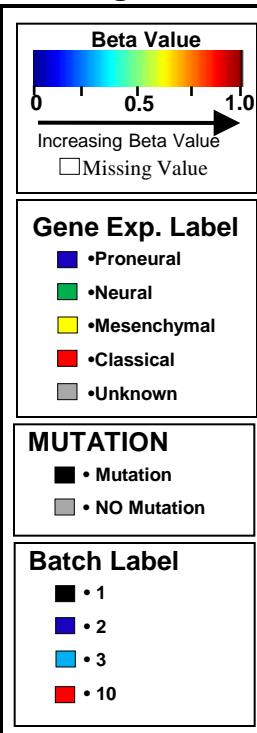 Beta Value
0 0.5 1.0
Increasing Beta Value
Missing Value
Gene Exp. Label
•Proneural
•Neural
•Mesenchymal
•Classical
•Unknown
MUTATION
• Mutation
• NO Mutation
Batch Label
• 1
• 2
• 3
• 10